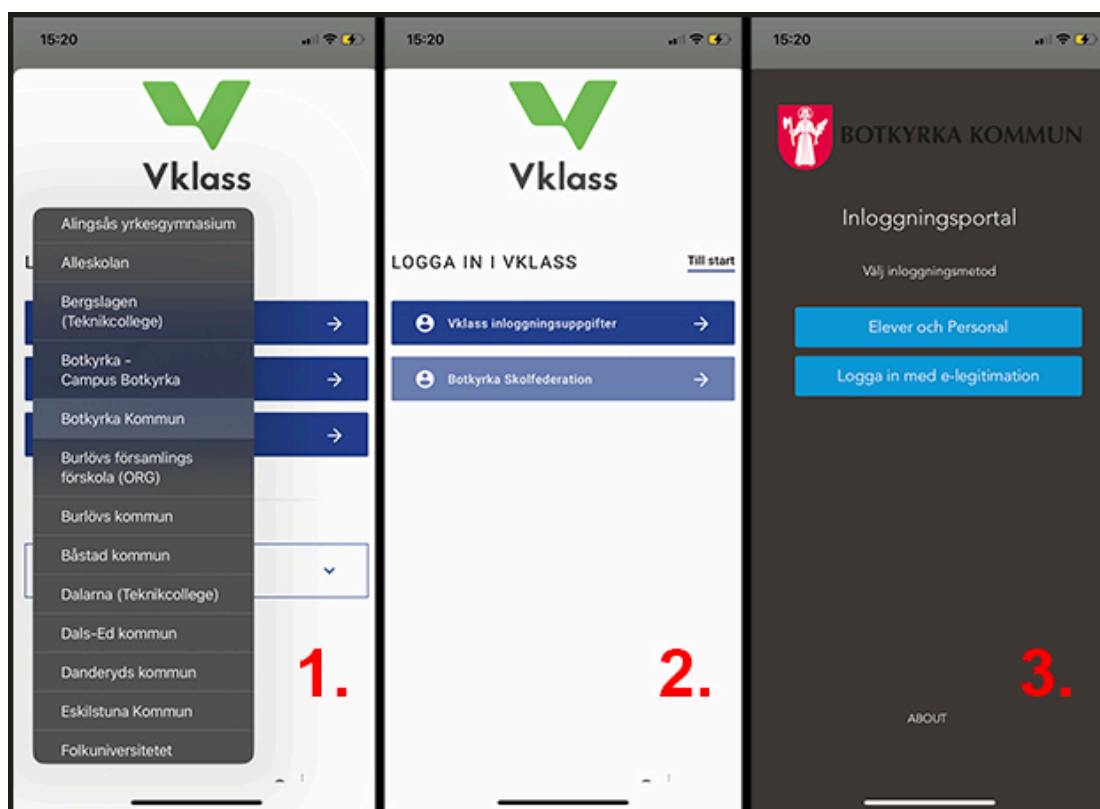 15:20
Vklass
L
Alingsås yrkesgymnasium
Alleskolan
Bergslagen
(Teknikcollege)
Botkyrka -
Campus Botkyrka
Botkyrka Kommun
Burlövs församlings
förskola (ORG)
Burlövs kommun
Båstad kommun
Dalarna (Teknikcollege)
Dals-Ed kommun
Danderyds kommun
Eskilstuna Kommun
Folkuniversitetet
1.
15:20
Vklass
LOGGA IN I VKLASS
Till start
Vklass inloggningsuppgifter
Botkyrka Skolfederation
2.
15:20
BOTKYRKA KOMMUN
Inloggningsportal
Välj inloggningsmetod
Elever och Personal
Logga in med e-legitimation
3.
ABOUT